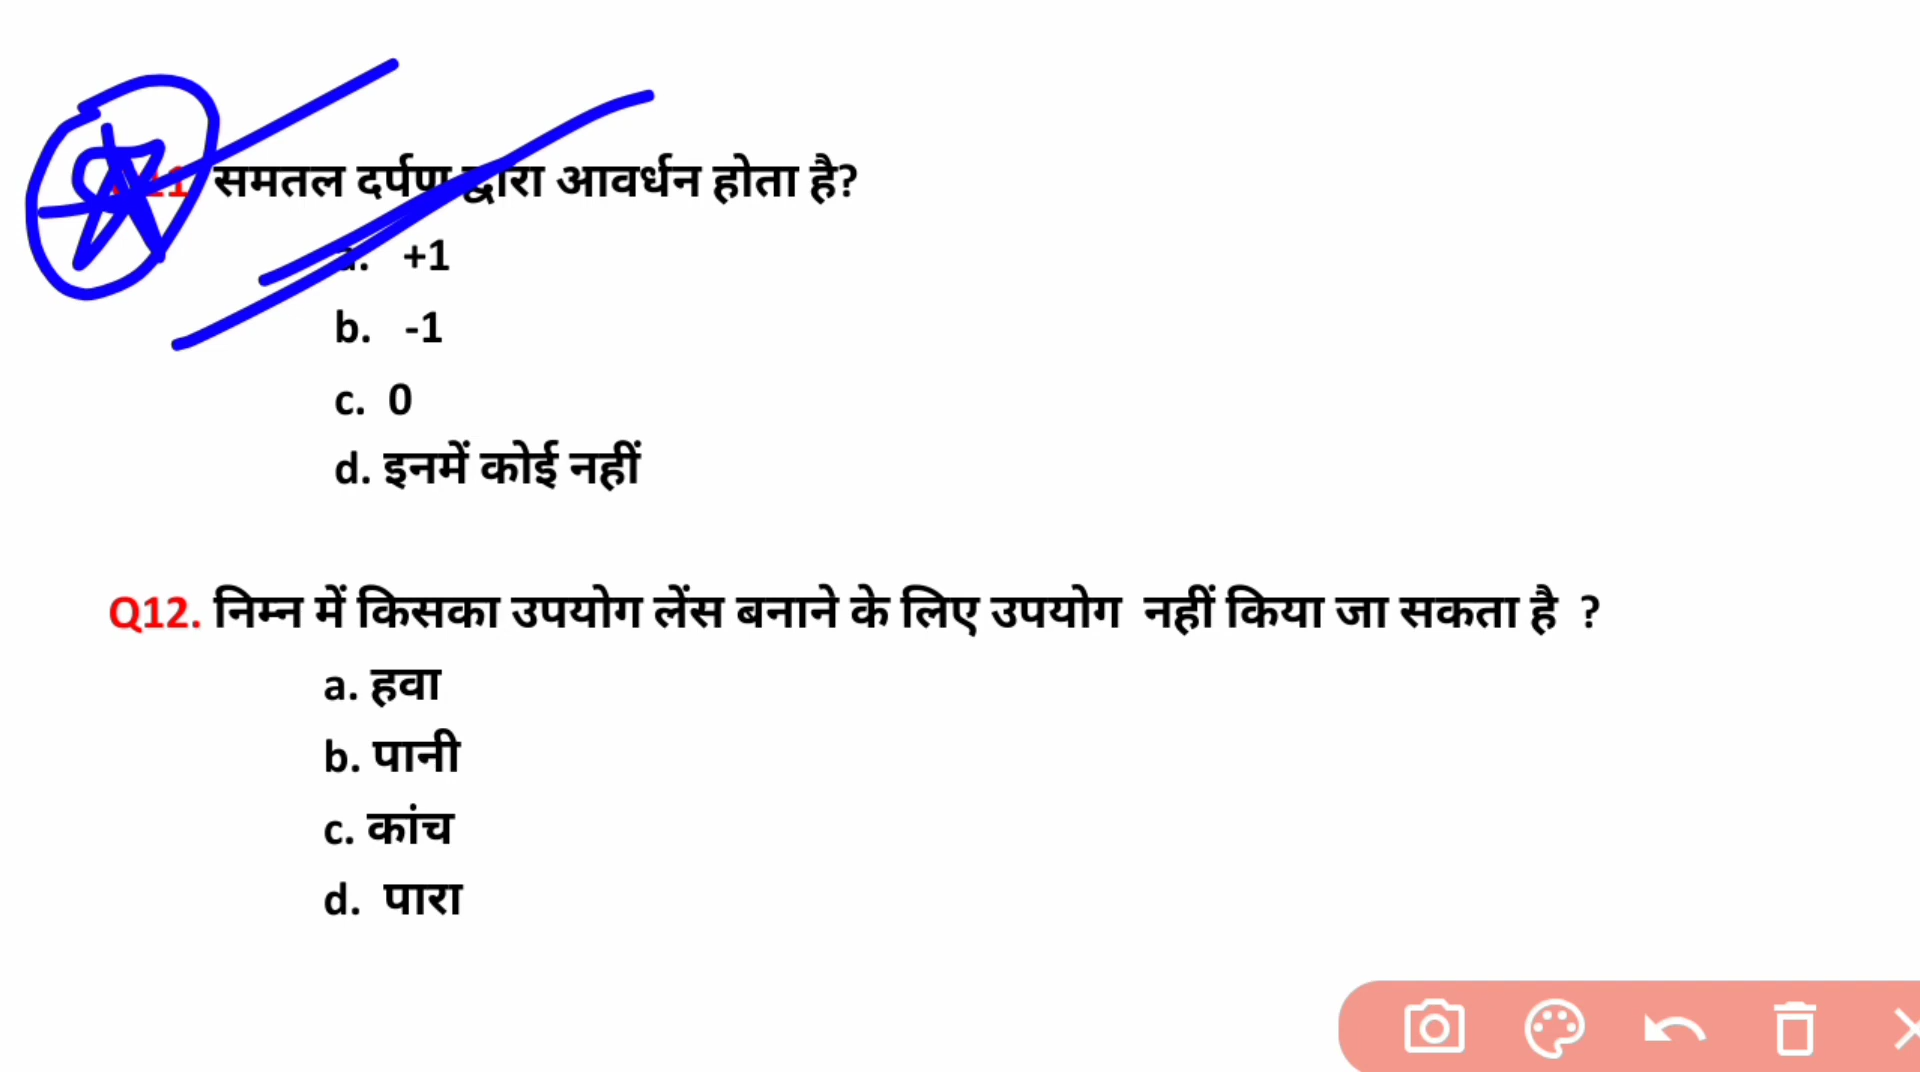 समतल दर्पण द्वारा आवर्धन होता है?
a. +1
b. -1
c. 0
d. इनमें कोई नहीं
Q12. निम्न में किसका उपयोग लेंस बनाने के लिए उपयोग नहीं किया जा सकता है ?
a. हवा
b. पानी
c. कांच
d. पारा